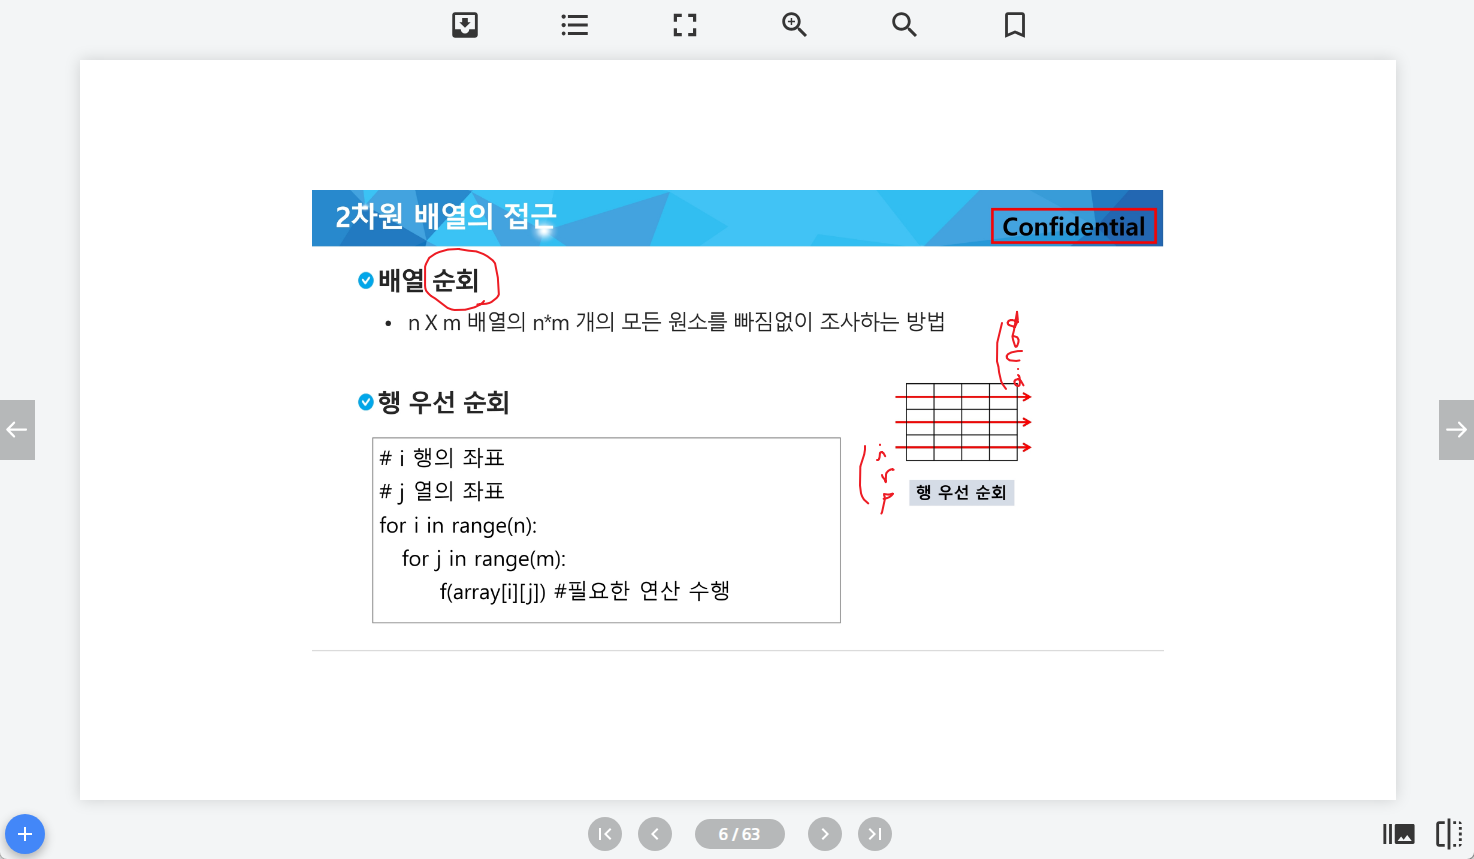 2차원 배열의 접근
Confidential
배열 순회
• n X m 배열의 n*m 개의 모든 원소를 빠짐없이 조사하는 방법
행 우선 순회
# i 행의 좌표
# j 열의 좌표
for i in range(n):
for j in range(m):
f(array[i][j]) #필요한 연산 수행
행 우선 순회
6 / 63